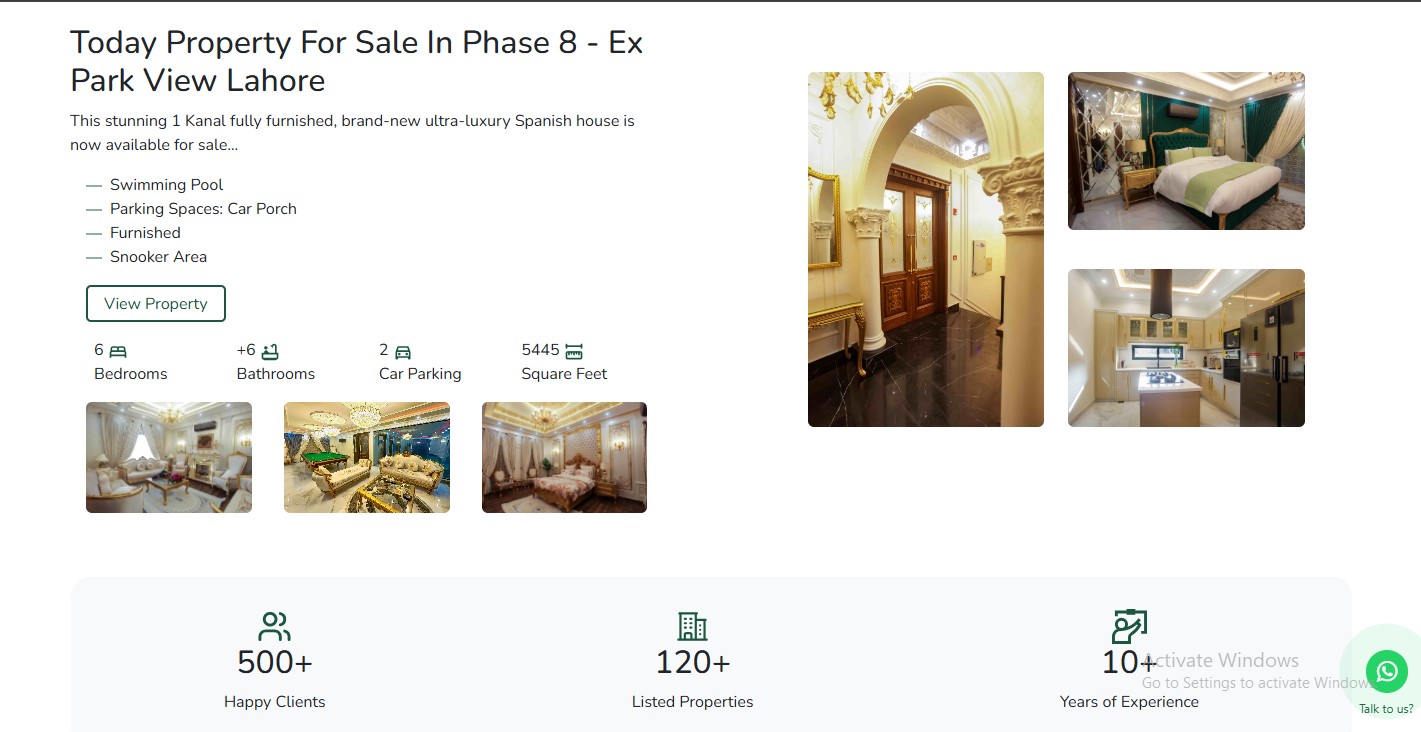 Today Property For Sale In Phase 8 - Ex
Park View Lahore
This stunning 1 Kanal fully furnished, brand-new ultra-luxury Spanish house is
now available for sale...
— Swimming Pool
— Parking Spaces: Car Porch
— Furnished
— Snooker Area
View Property
6
Bedrooms
+6
Bathrooms
2
Car Parking
5445
Square Feet
500+
Happy Clients
120+
Listed Properties
10+
Years of Experience
Activate Windows
Go to Settings to activate Windows
Talk to us?